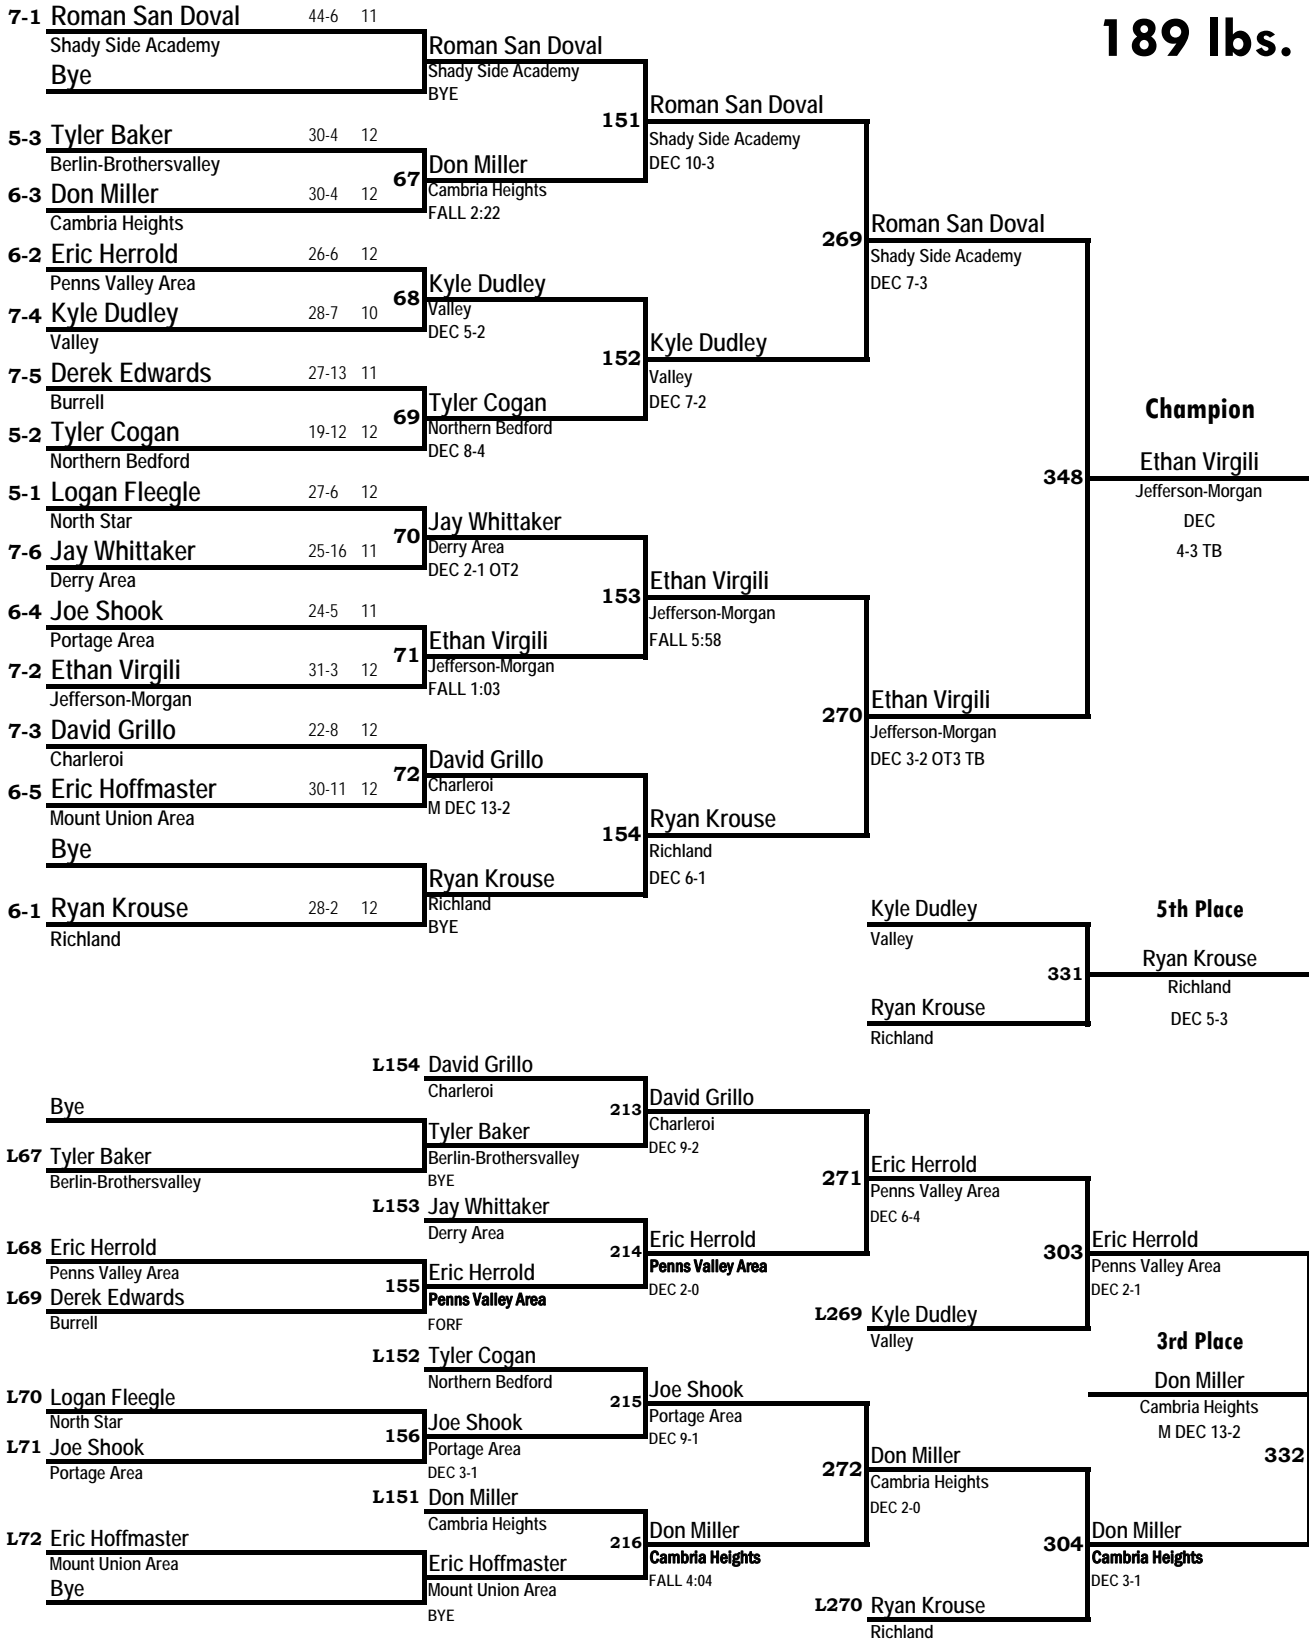 189 lbs.
7-1 Roman San Doval 44-6 11
Shady Side Academy
Bye
Roman San Doval
Shady Side Academy
BYE
151
Roman San Doval
Shady Side Academy
DEC 10-3
5-3 Tyler Baker 30-4 12
Berlin-Brothersvalley
67
Don Miller
Cambria Heights
FALL 2:22
6-3 Don Miller 30-4 12
Cambria Heights
269
Roman San Doval
Shady Side Academy
DEC 7-3
6-2 Eric Herrold 26-6 12
Penns Valley Area
68
Kyle Dudley
Valley
DEC 5-2
7-4 Kyle Dudley 28-7 10
Valley
152
Kyle Dudley
Valley
DEC 7-2
7-5 Derek Edwards 27-13 11
Burrell
69
Tyler Cogan
Northern Bedford
DEC 8-4
5-2 Tyler Cogan 19-12 12
Northern Bedford
348
Champion
Ethan Virgili
Jefferson-Morgan
DEC
4-3 TB
5-1 Logan Fleegle 27-6 12
North Star
70
Jay Whittaker
Derry Area
DEC 2-1 OT2
7-6 Jay Whittaker 25-16 11
Derry Area
153
Ethan Virgili
Jefferson-Morgan
FALL 5:58
6-4 Joe Shook 24-5 11
Portage Area
71
Ethan Virgili
Jefferson-Morgan
FALL 1:03
7-2 Ethan Virgili 31-3 12
Jefferson-Morgan
270
Ethan Virgili
Jefferson-Morgan
DEC 3-2 OT3 TB
7-3 David Grillo 22-8 12
Charleroi
72
David Grillo
Charleroi
M DEC 13-2
6-5 Eric Hoffmaster 30-11 12
Mount Union Area
154
Ryan Krouse
Richland
DEC 6-1
Bye
Ryan Krouse
Richland
BYE
6-1 Ryan Krouse 28-2 12
Richland
Kyle Dudley
Valley
331
Ryan Krouse
Richland
5th Place
Ryan Krouse
Richland
DEC 5-3
L154 David Grillo
Charleroi
Bye
213
David Grillo
Charleroi
DEC 9-2
Tyler Baker
Berlin-Brothersvalley
BYE
L67 Tyler Baker
Berlin-Brothersvalley
271
Eric Herrold
Penns Valley Area
DEC 6-4
L153 Jay Whittaker
Derry Area
L68 Eric Herrold
Penns Valley Area
214
Eric Herrold
Penns Valley Area
DEC 2-0
155
Eric Herrold
Penns Valley Area
FORF
L69 Derek Edwards
Burrell
303
Eric Herrold
Penns Valley Area
DEC 2-1
L269 Kyle Dudley
Valley
3rd Place
Don Miller
Cambria Heights
M DEC 13-2
332
L152 Tyler Cogan
Northern Bedford
L70 Logan Fleegle
North Star
215
Joe Shook
Portage Area
DEC 9-1
156
Joe Shook
Portage Area
DEC 3-1
L71 Joe Shook
Portage Area
272
Don Miller
Cambria Heights
DEC 2-0
L151 Don Miller
Cambria Heights
L72 Eric Hoffmaster
Mount Union Area
216
Don Miller
Cambria Heights
FALL 4:04
Bye
Eric Hoffmaster
Mount Union Area
BYE
304
Don Miller
Cambria Heights
DEC 3-1
L270 Ryan Krouse
Richland